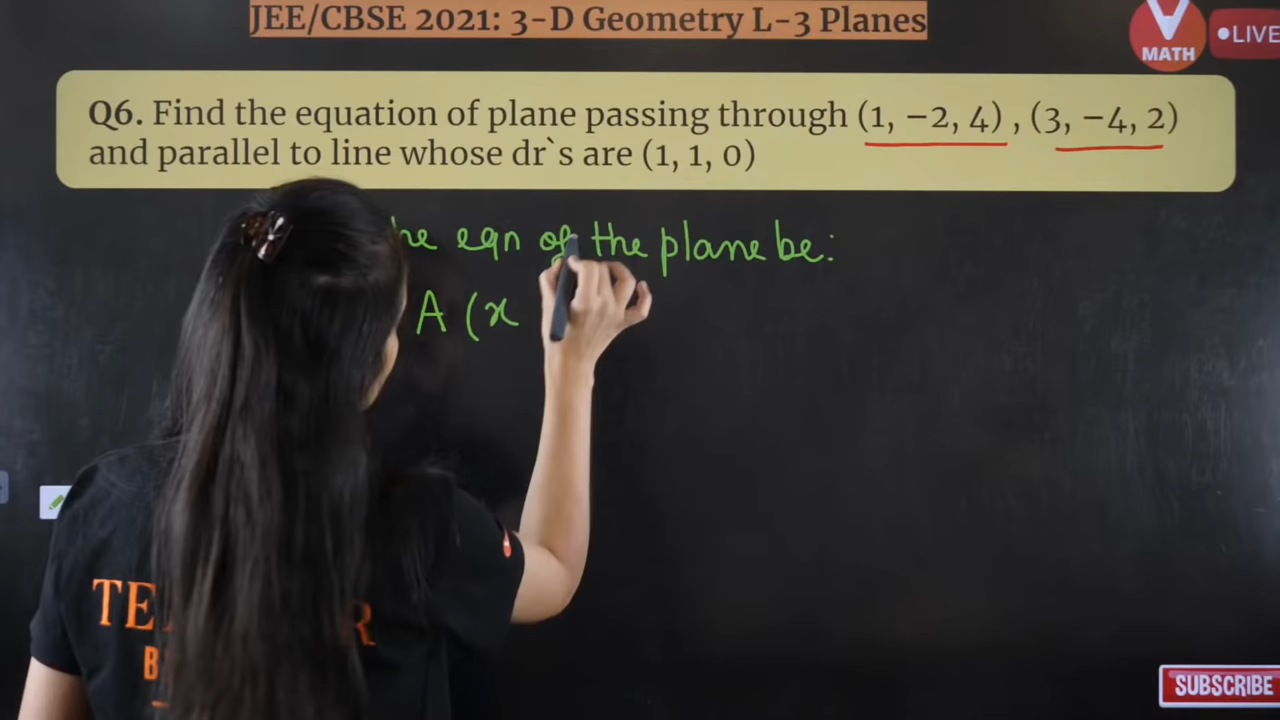 JEE/CBSE 2021: 3-D Geometry L-3 Planes
MATH
LIVE
Q6. Find the equation of plane passing through (1, −2, 4) , (3, −4, 2)
and parallel to line whose dr`s are (1, 1, 0)
eqn of the plane be:
A (x
SUBSCRIBE